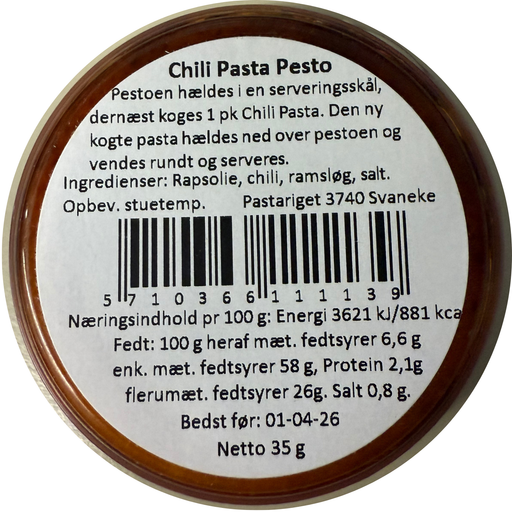 Chili Pasta Pesto
Pestoen hældes i en serveringsskål,
dernæst koges 1 pk Chili Pasta. Den ny
kogte pasta hældes ned over pestoen og
vendes rundt og serveres.
Ingredienser: Rapsolie, chili, ramsløg, salt.
Opbev. stuetemp. Pastariget 3740 Svaneke
5 710366 111139
Næringsindhold pr 100 g: Energi 3621 kJ/881 kca
Fedt: 100 g heraf mæt. fedtsyrer 6,6 g
enk. mæt. fedtsyrer 58 g, Protein 2,1g
flerumæt. fedtsyrer 26g. Salt 0,8 g.
Bedst før: 01-04-26
Netto 35 g